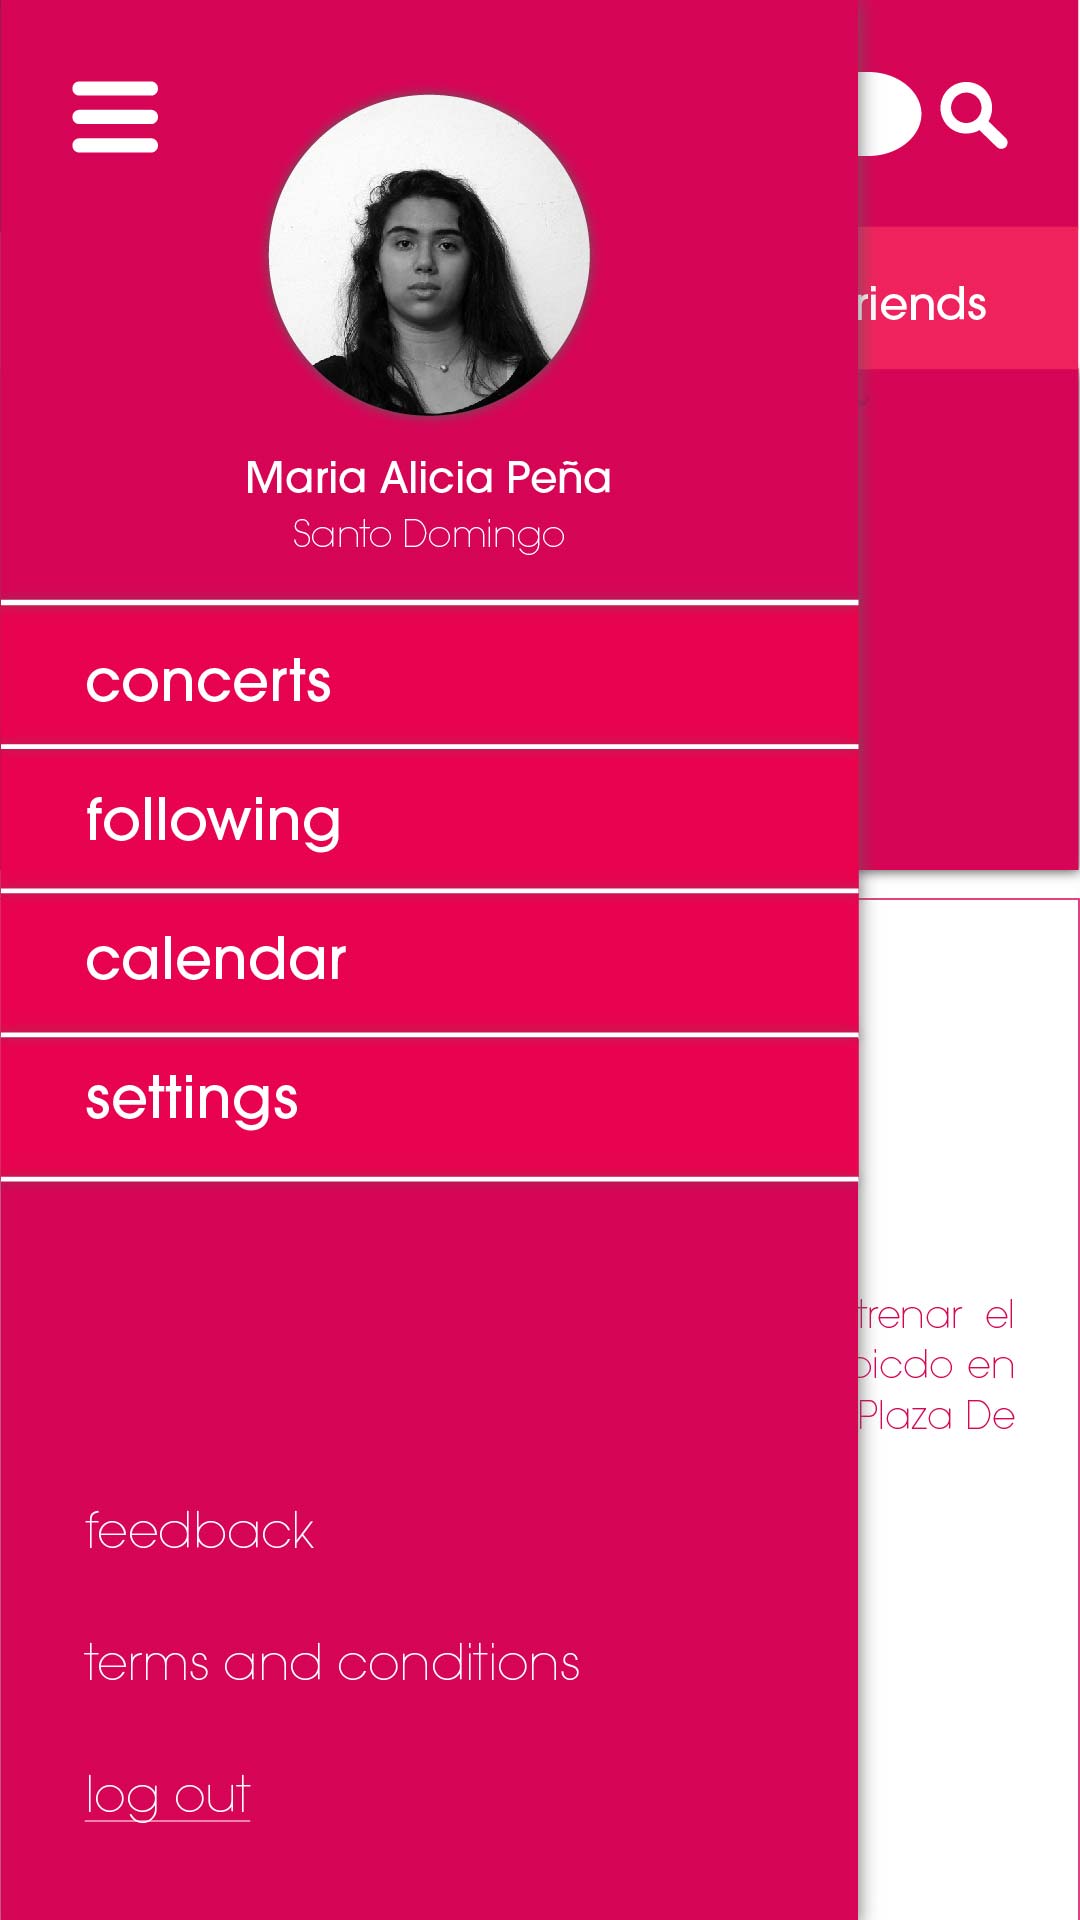 riends
Maria Alicia Peña
Santo Domingo
concerts
following
calendar
settings
trenar el
picdo en
Plaza De
feedback
terms and conditions
log out